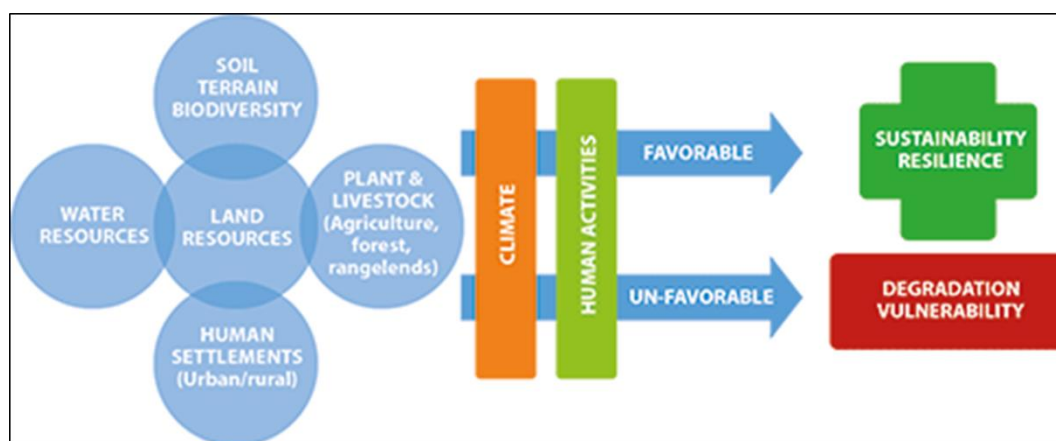 SOIL
TERRAIN
BIODIVERSITY
WATER
RESOURCES
LAND
RESOURCES
PLANT &
LIVESTOCK
(Agriculture,
forest,
rangelends)
HUMAN
SETTLEMENTS
(Urban/rural)
CLIMATE
HUMAN ACTIVITIES
FAVORABLE
UN-FAVORABLE
SUSTAINABILITY
RESILIENCE
DEGRADATION
VULNERABILITY